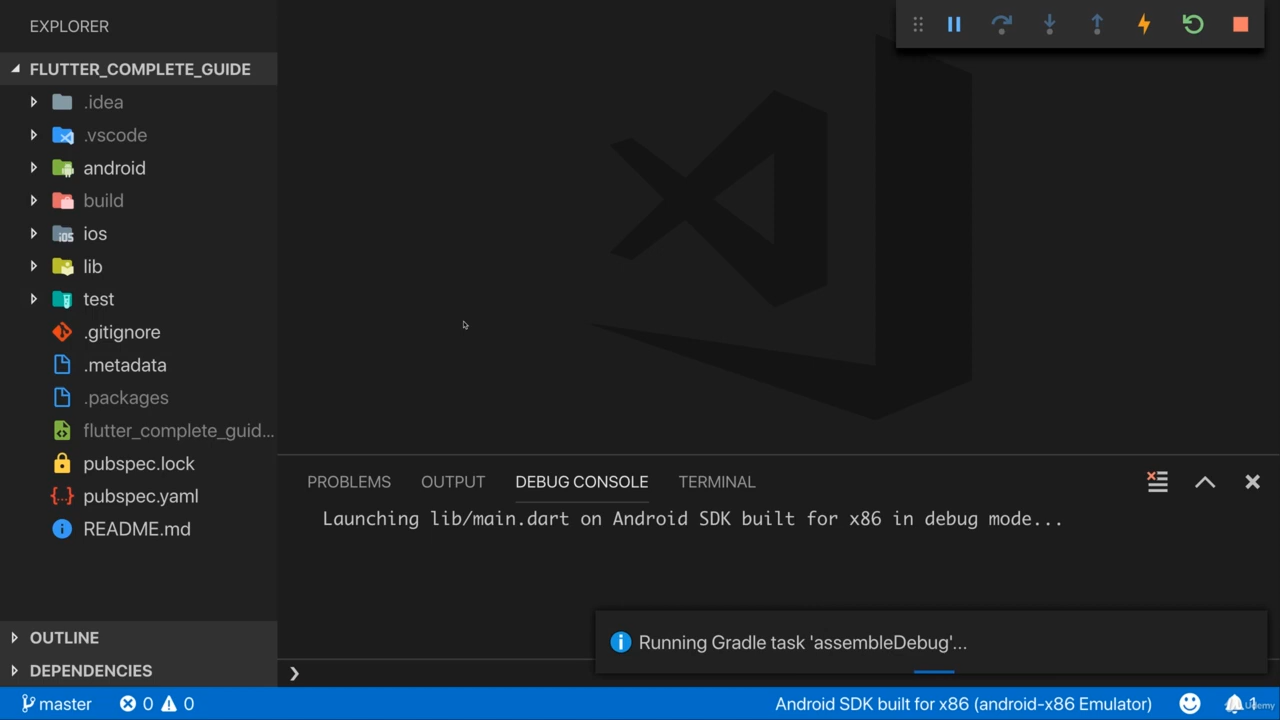 EXPLORER
FLUTTER_COMPLETE_GUIDE
.idea
.vscode
android
build
ios
lib
test
.gitignore
.metadata
.packages
flutter_complete_guid...
pubspec.lock
pubspec.yaml
README.md
OUTLINE
DEPENDENCIES
PROBLEMS OUTPUT DEBUG CONSOLE TERMINAL
Launching lib/main.dart on Android SDK built for x86 in debug mode...
Running Gradle task 'assembleDebug'...
master 0 0 Android SDK built for x86 (android-x86 Emulator) 1
Udemy